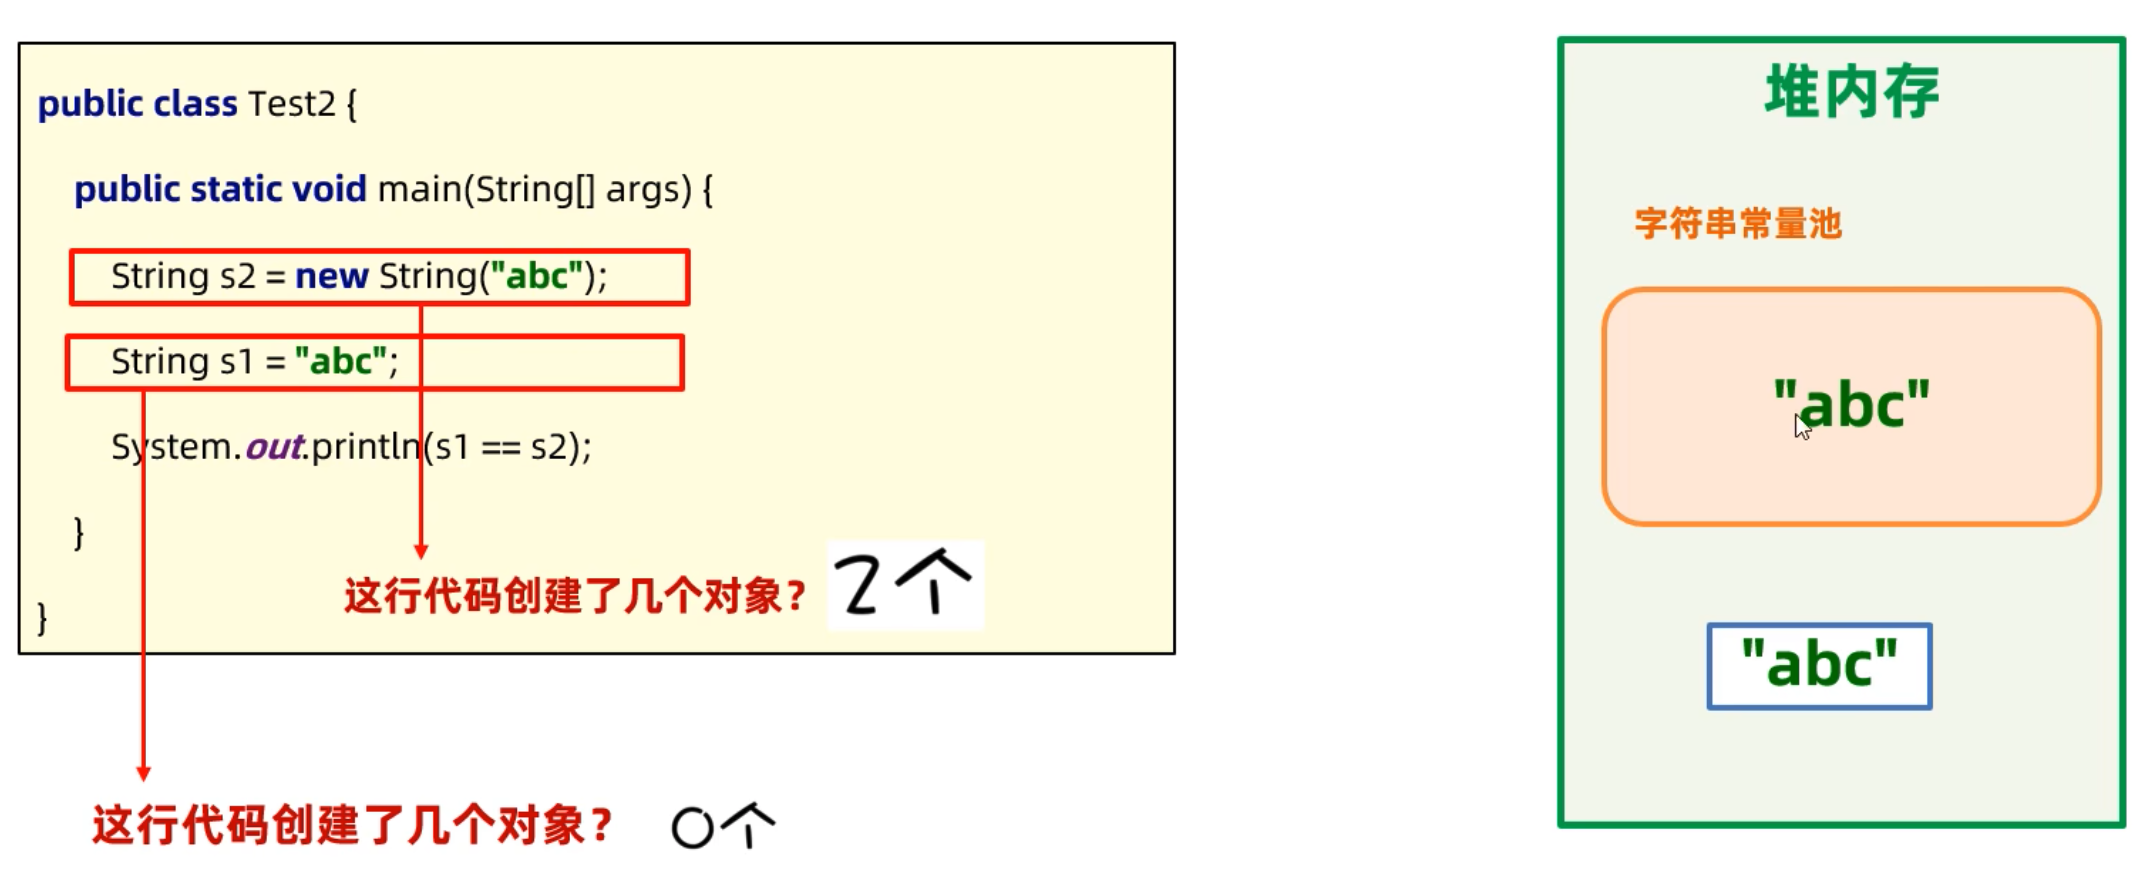 public class Test2 {
public static void main(String[] args) {
String s2 = new String("abc");
String s1 = "abc";
System.out.println(s1 == s2);
}
这行代码创建了几个对象？ 2个
}
这行代码创建了几个对象？ 0个
堆内存
字符串常量池
"abc"
"abc"